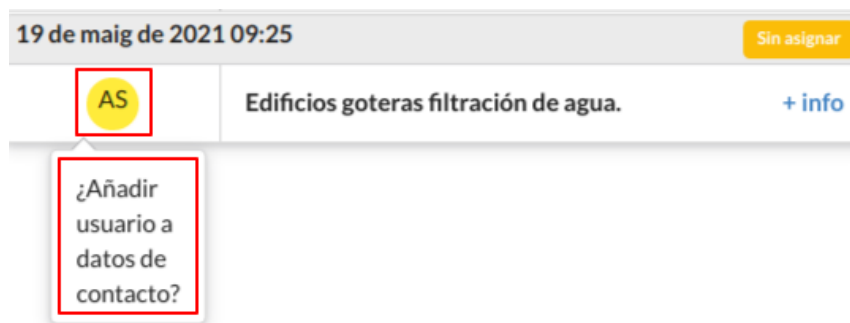 19 de maig de 2021 09:25
Sin asignar
AS
Edificios goteras filtración de agua.
+ info
¿Añadir
usuario a
datos de
contacto?